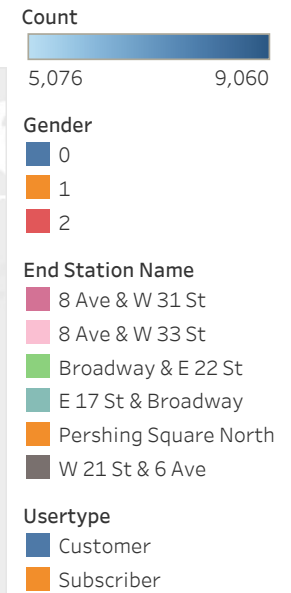 Count
5,076 9,060
Gender
0
1
2
End Station Name
8 Ave & W 31 St
8 Ave & W 33 St
Broadway & E 22 St
E 17 St & Broadway
Pershing Square North
W 21 St & 6 Ave
Usertype
Customer
Subscriber